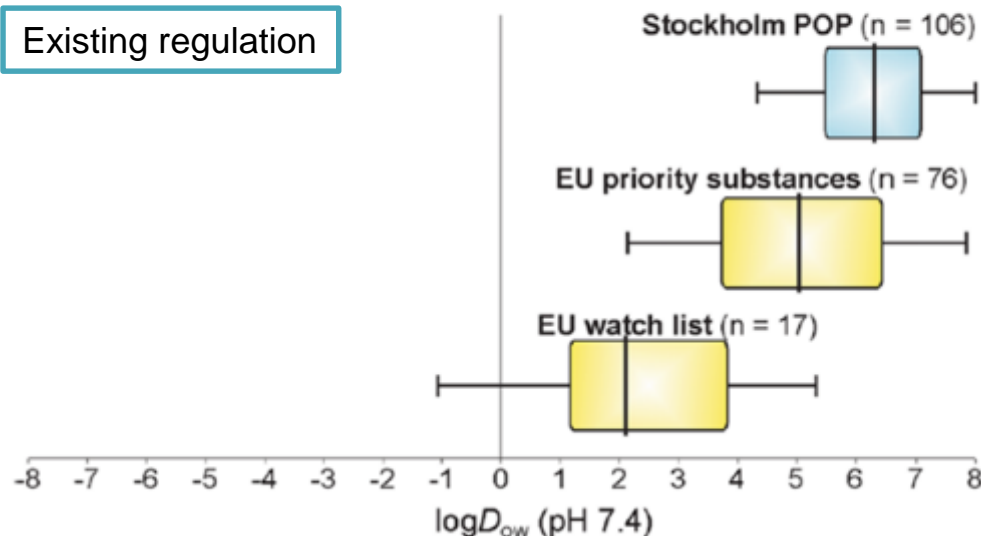 Existing regulation
Stockholm POP (n = 106)
EU priority substances (n = 76)
EU watch list (n = 17)
-8 -7 -6 -5 -4 -3 -2 -1 0 1 2 3 4 5 6 7 8
logDow (pH 7.4)